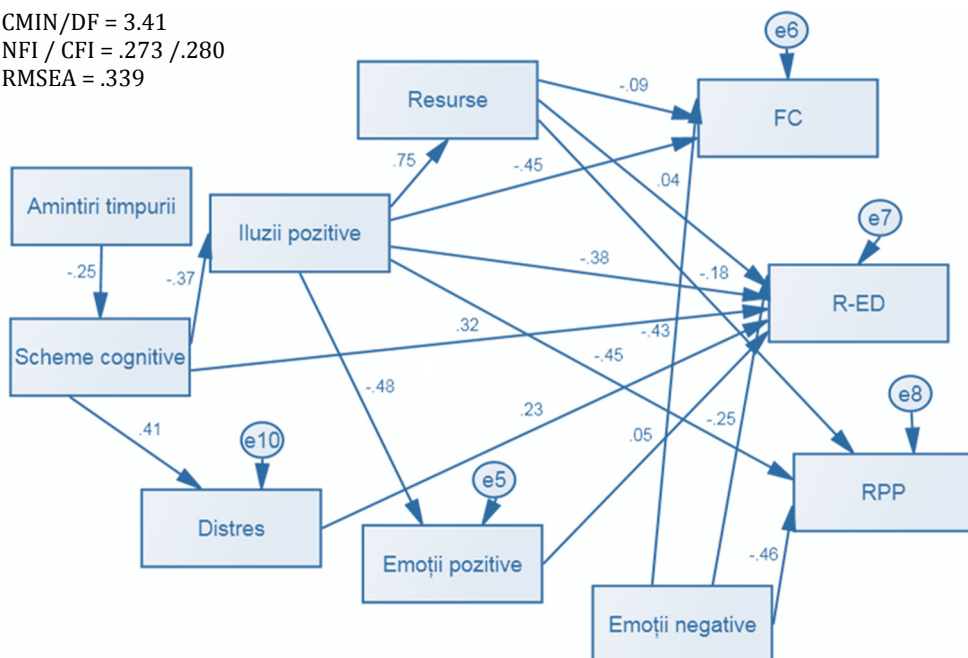 CMIN/DF = 3.41
NFI / CFI = .273 /.280
RMSEA = .339
e6
Resurse
-.09
FC
.75
-.45
.04
Amintiri timpurii
Iluzii pozitive
e7
-.25
-.37
-.38
-.18
R-ED
Scheme cognitive
.32
-.43
-.45
-.48
e8
.41
.23
-.25
e10
.05
e5
RPP
Distres
Emoții pozitive
-.46
Emoții negative